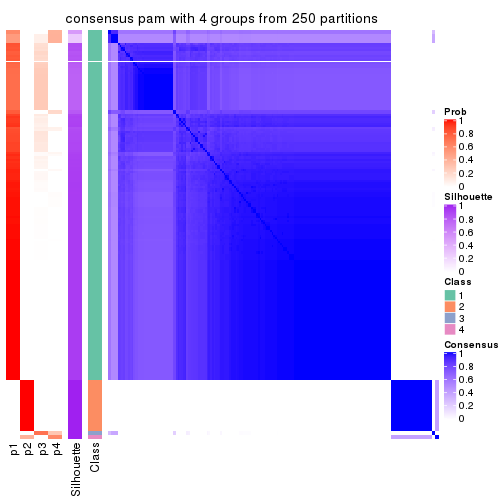 consensus pam with 4 groups from 250 partitions
Prob
1
0.8
0.6
0.4
0.2
0
Silhouette
1
0.8
0.6
0.4
0.2
0
Class
1
2
3
4
Consensus
1
0.8
0.6
0.4
0.2
0
p1
p2
p3
p4
Silhouette
Class